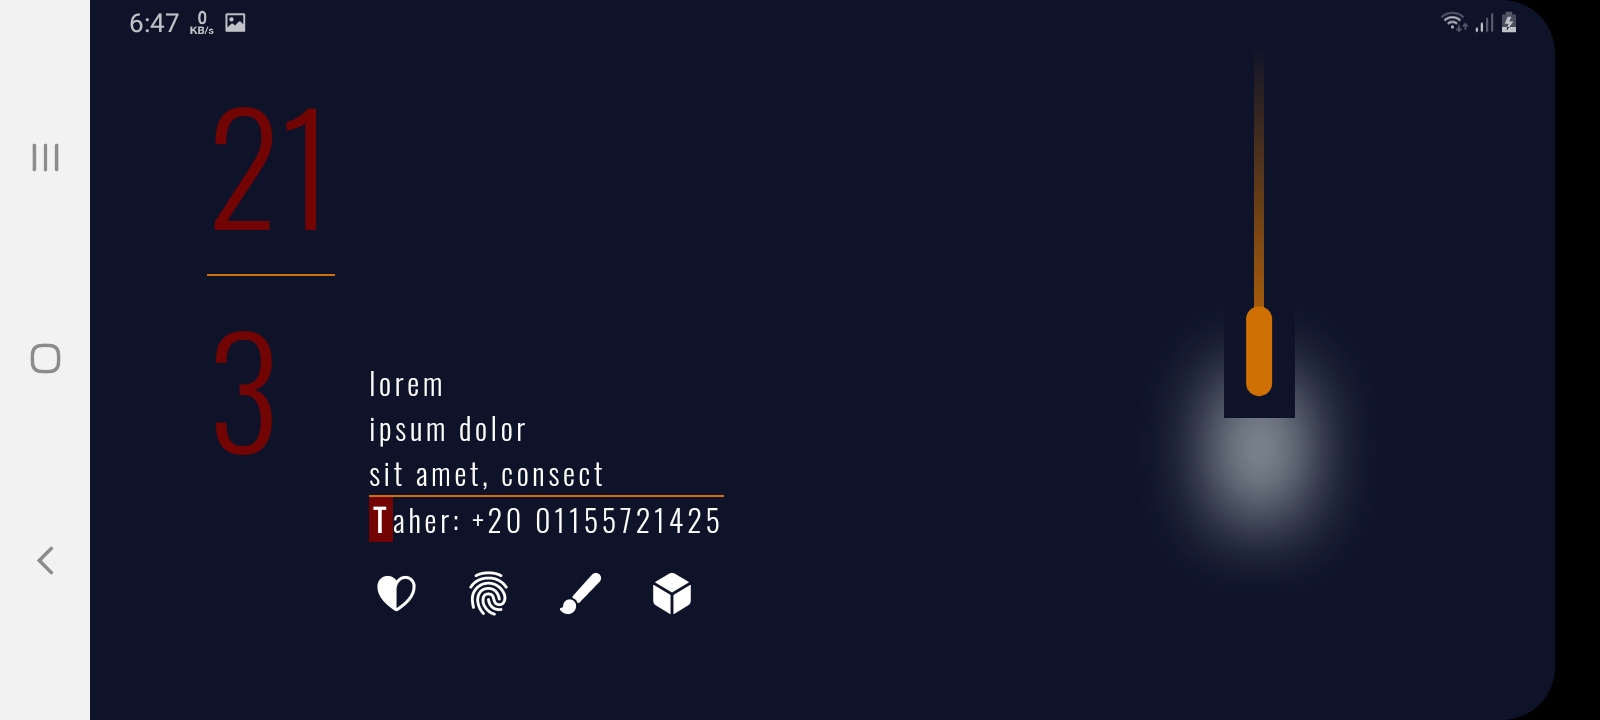 6:47 0 KB/s
21
3
lorem
ipsum dolor
sit amet, consect
Taher: +20 01155721425